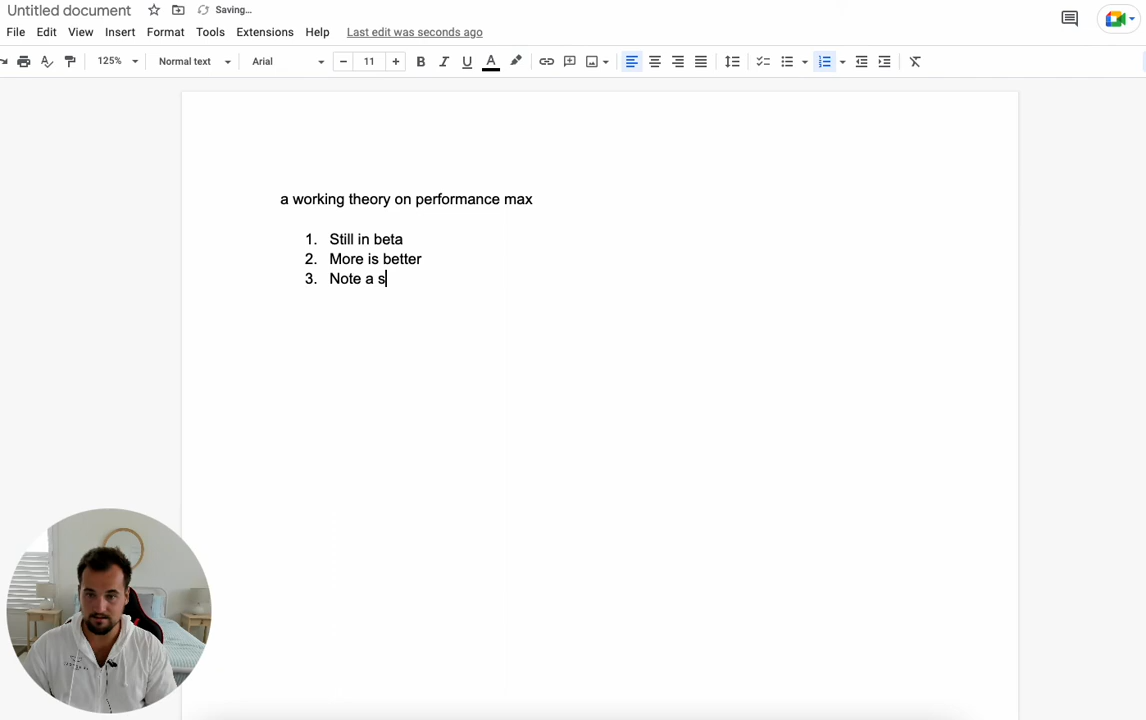 Untitled document
Saving…
File Edit View Insert Format Tools Extensions Help Last edit was seconds ago
125% Normal text Arial 11 B I U A
a working theory on performance max
1. Still in beta
2. More is better
3. Note a s